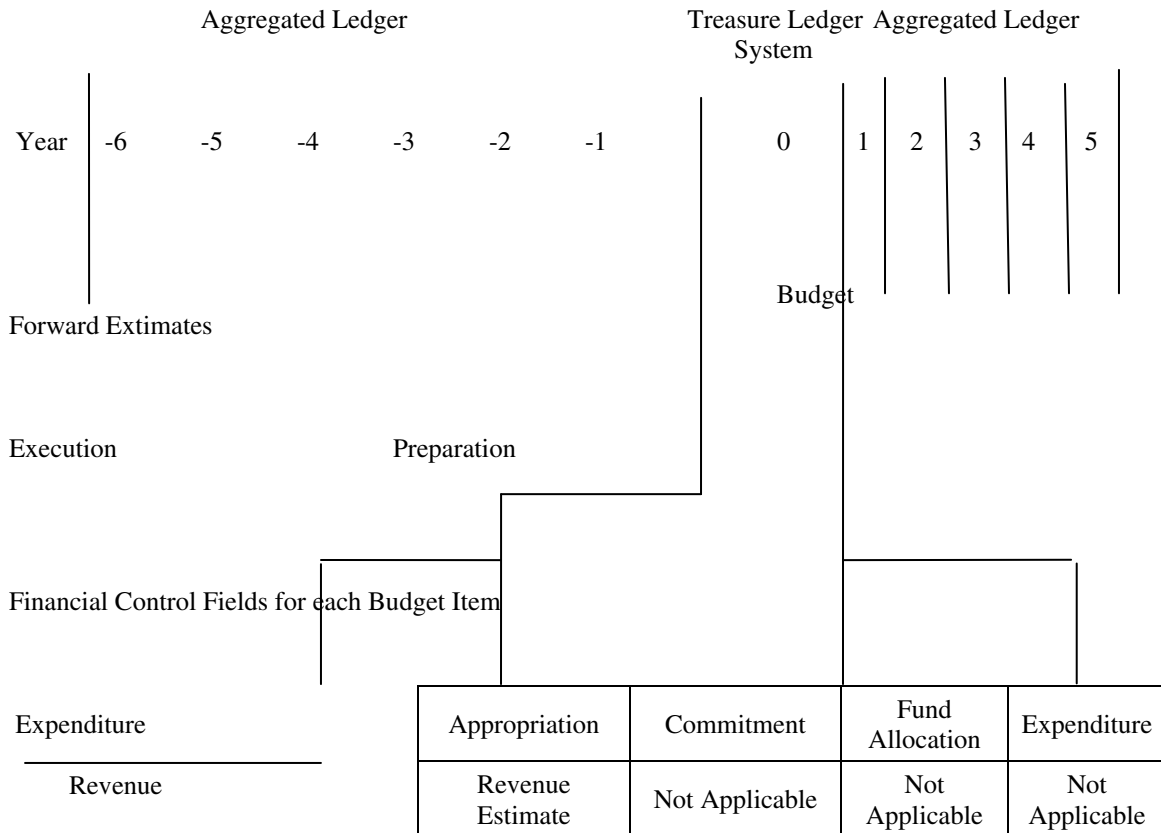 Aggregated Ledger Treasure Ledger Aggregated Ledger
System
Year -6 -5 -4 -3 -2 -1 0 1 2 3 4 5
Budget
Forward Extimates
Execution Preparation
Financial Control Fields for each Budget Item
Expenditure Appropriation Commitment Fund Allocation Expenditure
Revenue Revenue Estimate Not Applicable Not Applicable Not Applicable